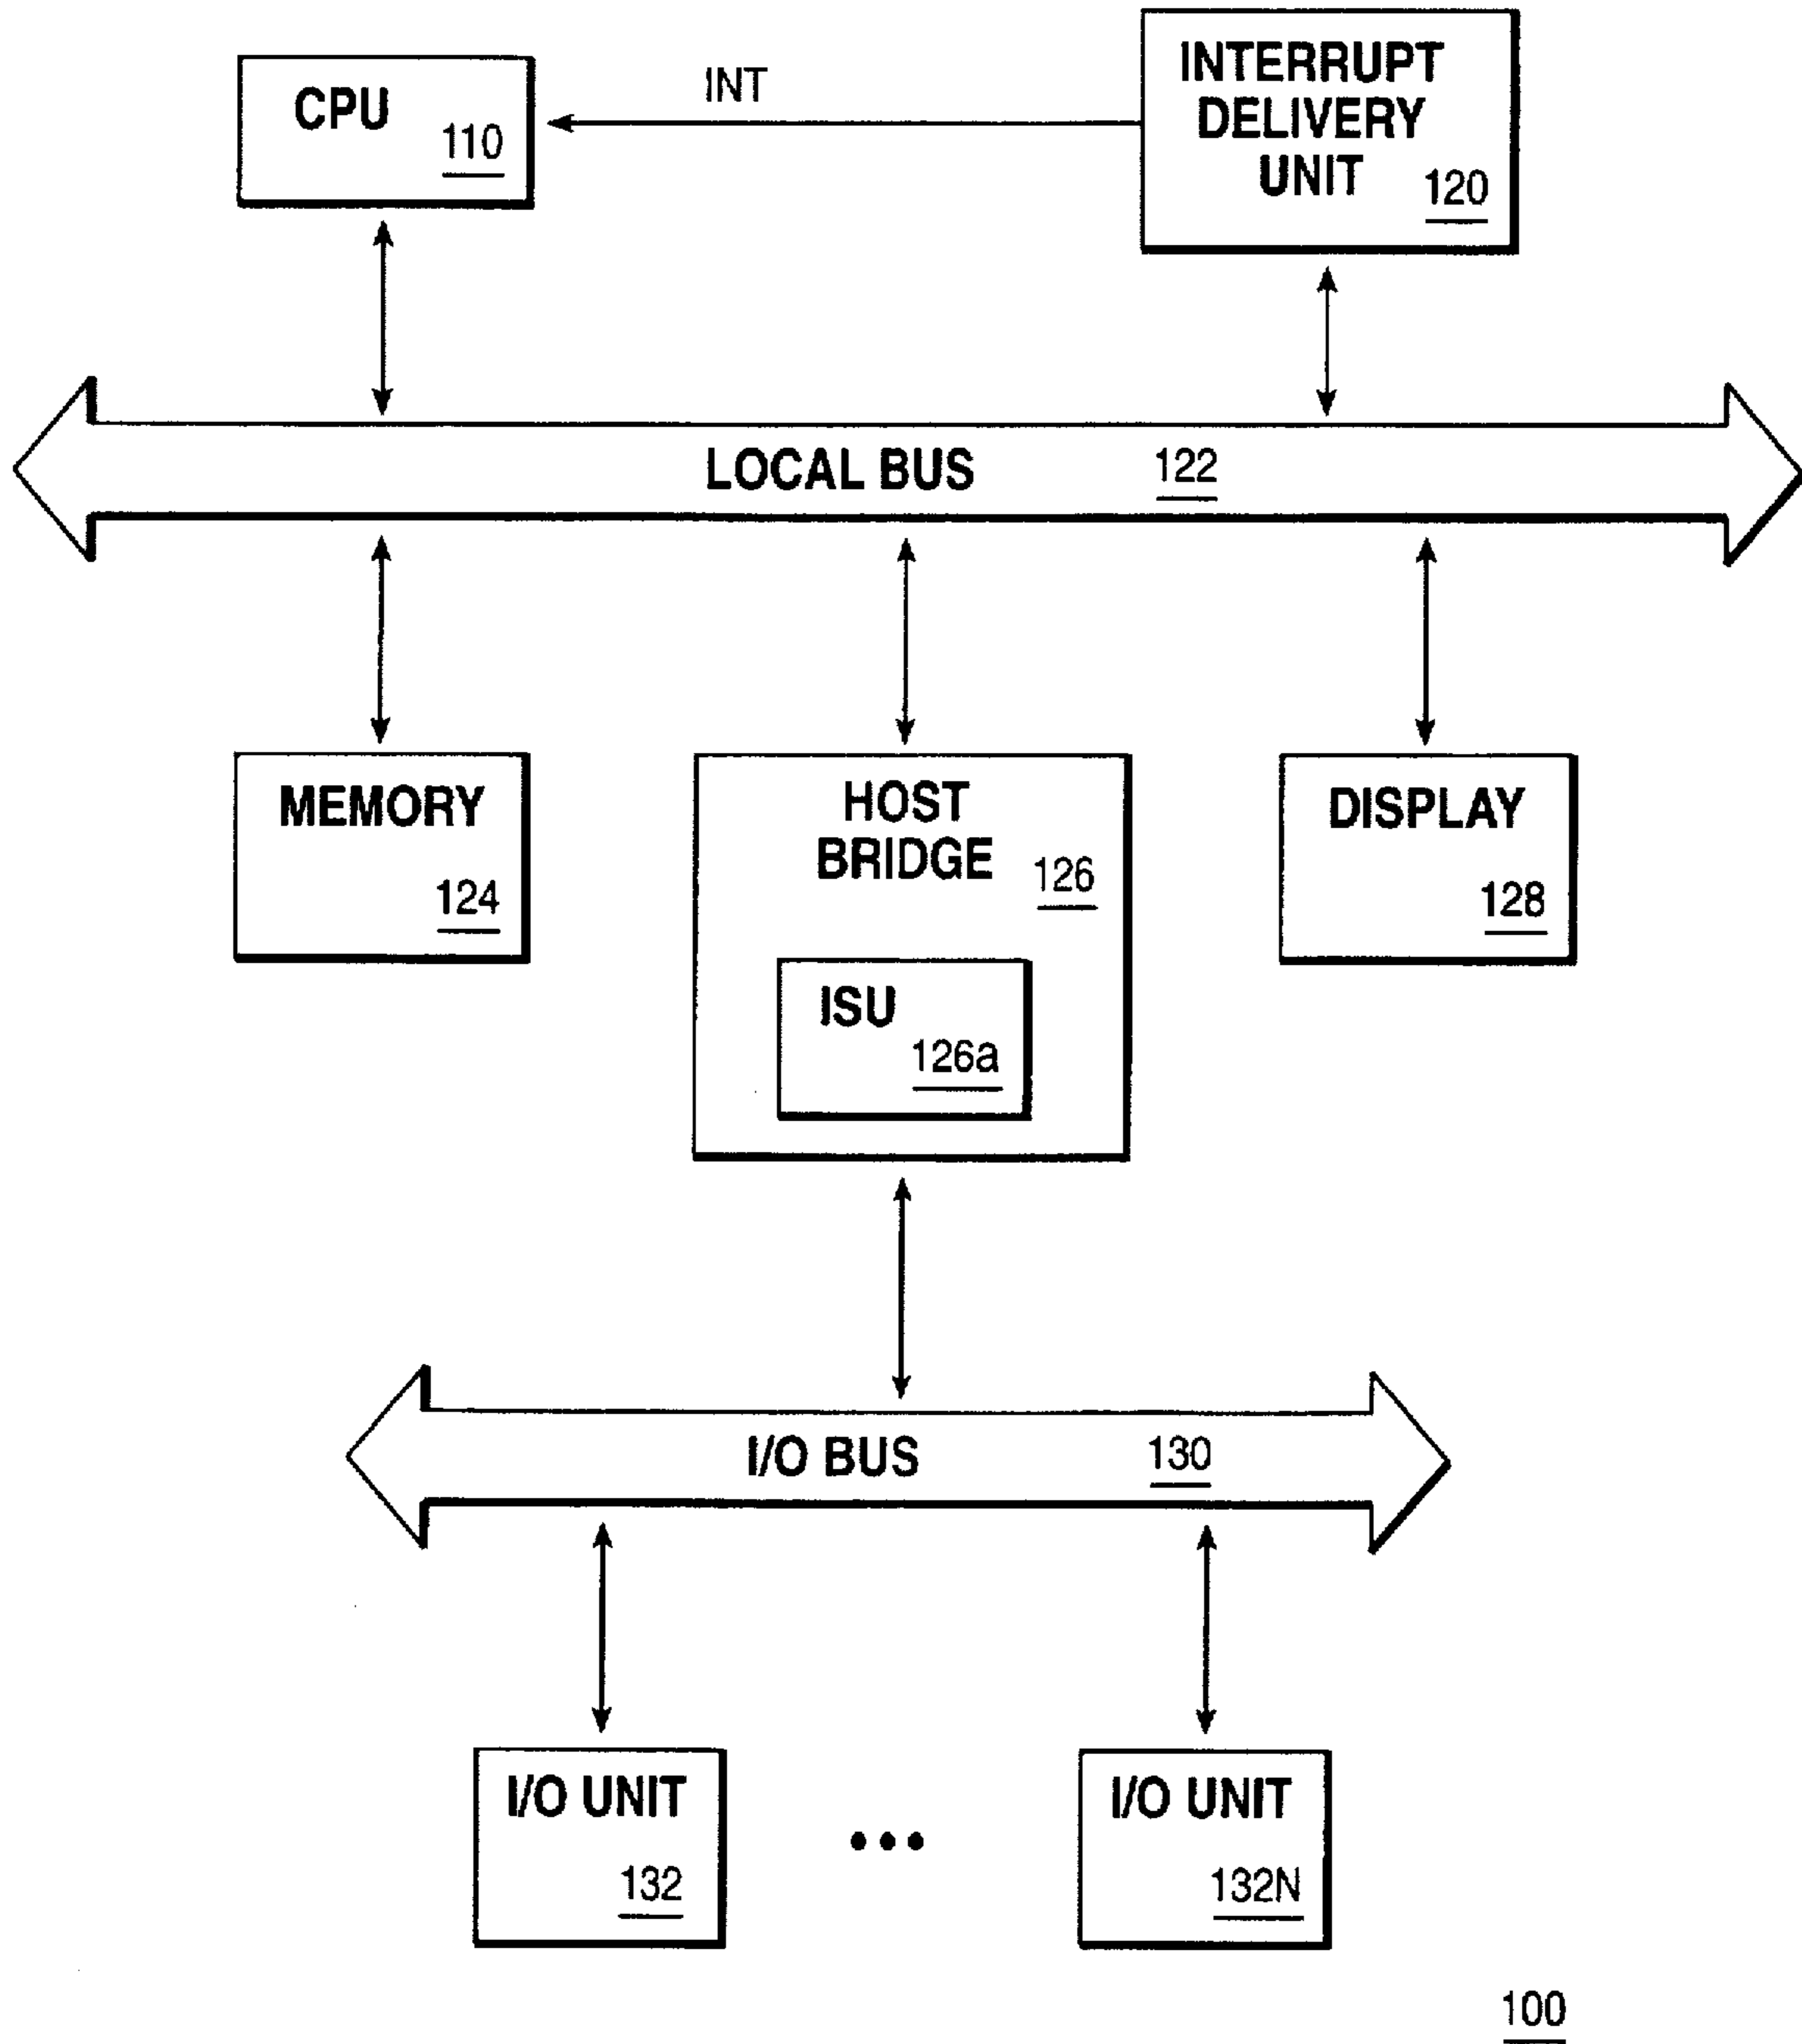 CPU
110
INT
INTERRUPT
DELIVERY
UNIT
120
LOCAL BUS 122
MEMORY
124
HOST
BRIDGE
126
ISU
126a
DISPLAY
128
I/O BUS 130
I/O UNIT
132
•••
I/O UNIT
132N
100